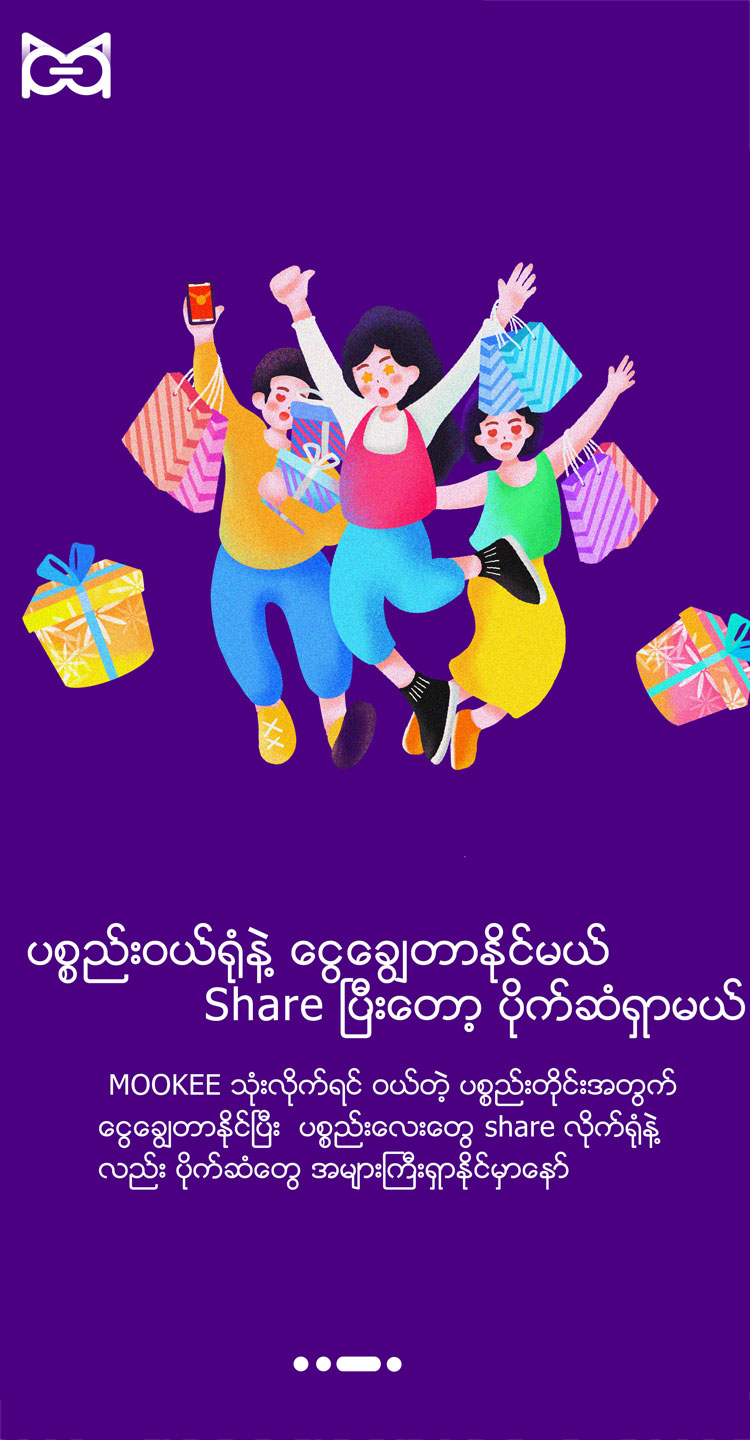 ပစ္စည်းဝယ်ရုံနဲ့ ငွေချွေတာနိုင်မယ်
Share ပြီးတော့ ပိုက်ဆံရှာမယ်
MOOKEE သုံးလိုက်ရင် ဝယ်တဲ့ ပစ္စည်းတိုင်းအတွက်
ငွေချွေတာနိုင်ပြီး ပစ္စည်းလေးတွေ share လိုက်ရုံနဲ့
လည်း ပိုက်ဆံတွေ အများကြီးရှာနိုင်မှာနော်